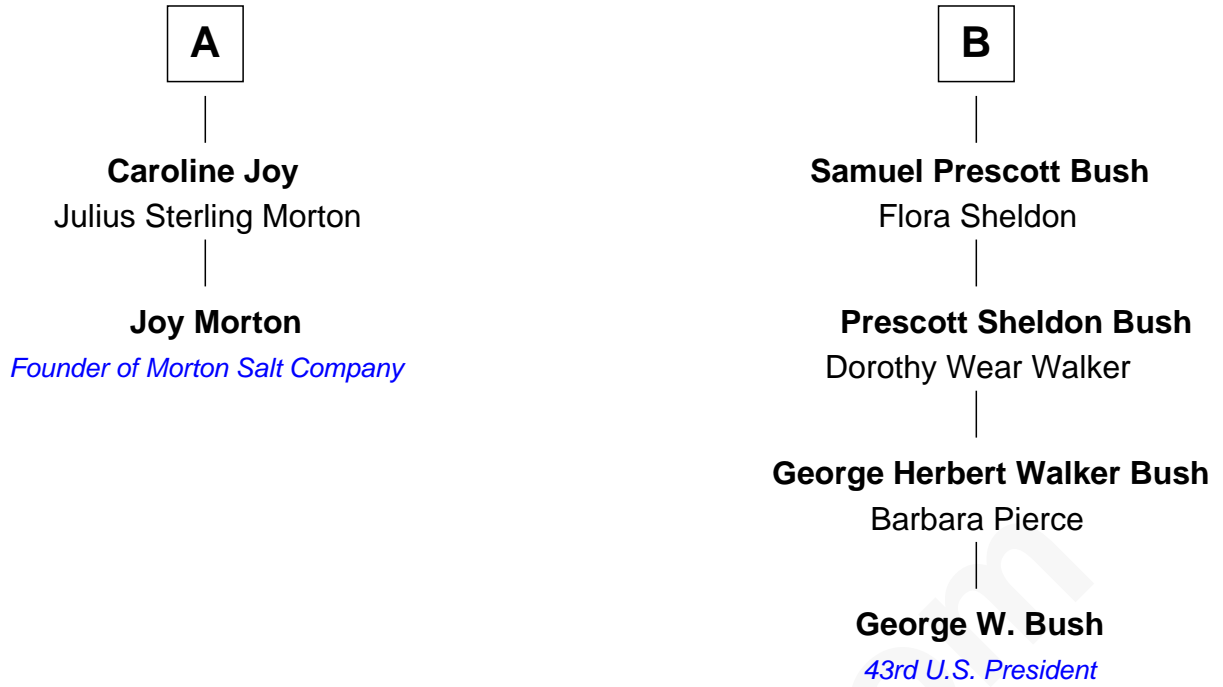 A
Caroline Joy
Julius Sterling Morton
Joy Morton
Founder of Morton Salt Company
B
Samuel Prescott Bush
Flora Sheldon
Prescott Sheldon Bush
Dorothy Wear Walker
George Herbert Walker Bush
Barbara Pierce
George W. Bush
43rd U.S. President